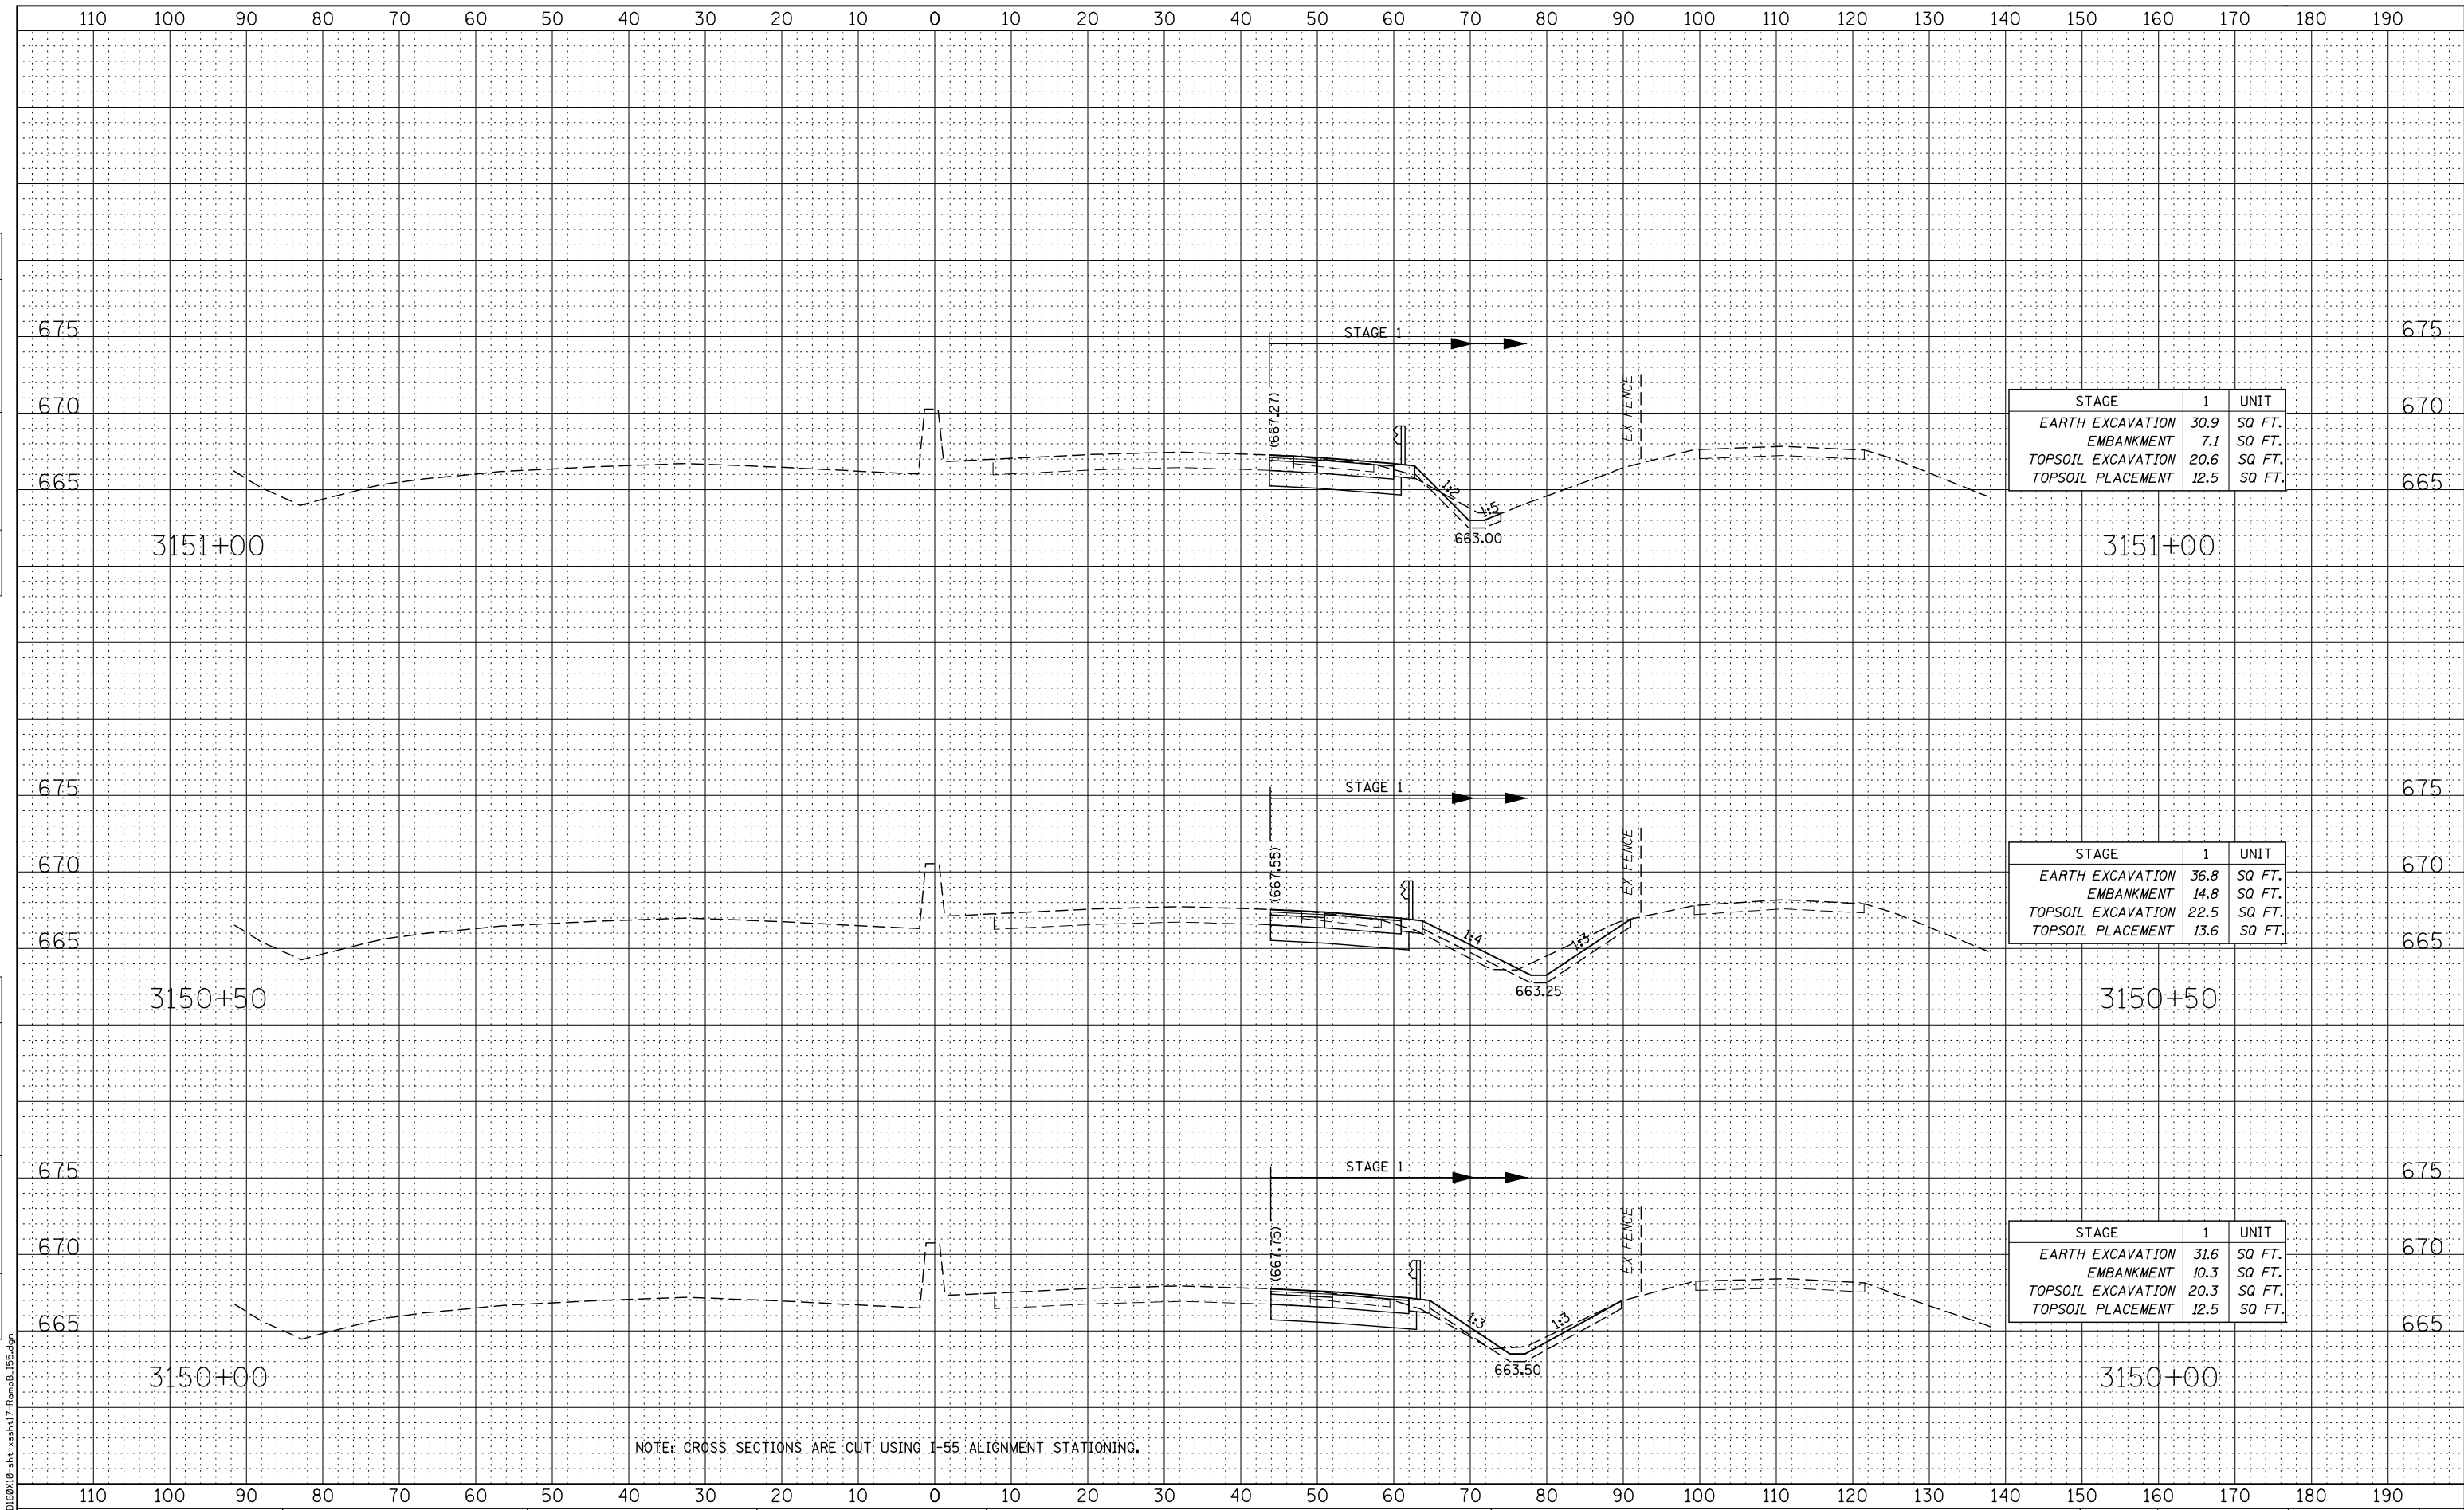 110 100 90 80 70 60 50 40 30 20 10 0 10 20 30 40 50 60 70 80 90 100 110 120 130 140 150 160 170 180 190
675 STAGE 1 675
670 (667.27) EX FENCE 670
STAGE 1 UNIT
EARTH EXCAVATION 30.9 SQ FT.
EMBANKMENT 7.1 SQ FT.
TOPSOIL EXCAVATION 20.6 SQ FT.
TOPSOIL PLACEMENT 12.5 SQ FT.
665 1:2 1:5 665
663.00
3151+00 3151+00
675 STAGE 1 675
670 (667.55) EX FENCE 670
STAGE 1 UNIT
EARTH EXCAVATION 36.8 SQ FT.
EMBANKMENT 14.8 SQ FT.
TOPSOIL EXCAVATION 22.5 SQ FT.
TOPSOIL PLACEMENT 13.6 SQ FT.
665 1:4 1:3 665
663.25
3150+50 3150+50
675 STAGE 1 675
670 (667.75) EX FENCE 670
STAGE 1 UNIT
EARTH EXCAVATION 31.6 SQ FT.
EMBANKMENT 10.3 SQ FT.
TOPSOIL EXCAVATION 20.3 SQ FT.
TOPSOIL PLACEMENT 12.5 SQ FT.
665 1:3 1:3 665
663.50
3150+00 3150+00
NOTE: CROSS SECTIONS ARE CUT USING I-55 ALIGNMENT STATIONING.
110 100 90 80 70 60 50 40 30 20 10 0 10 20 30 40 50 60 70 80 90 100 110 120 130 140 150 160 170 180 190